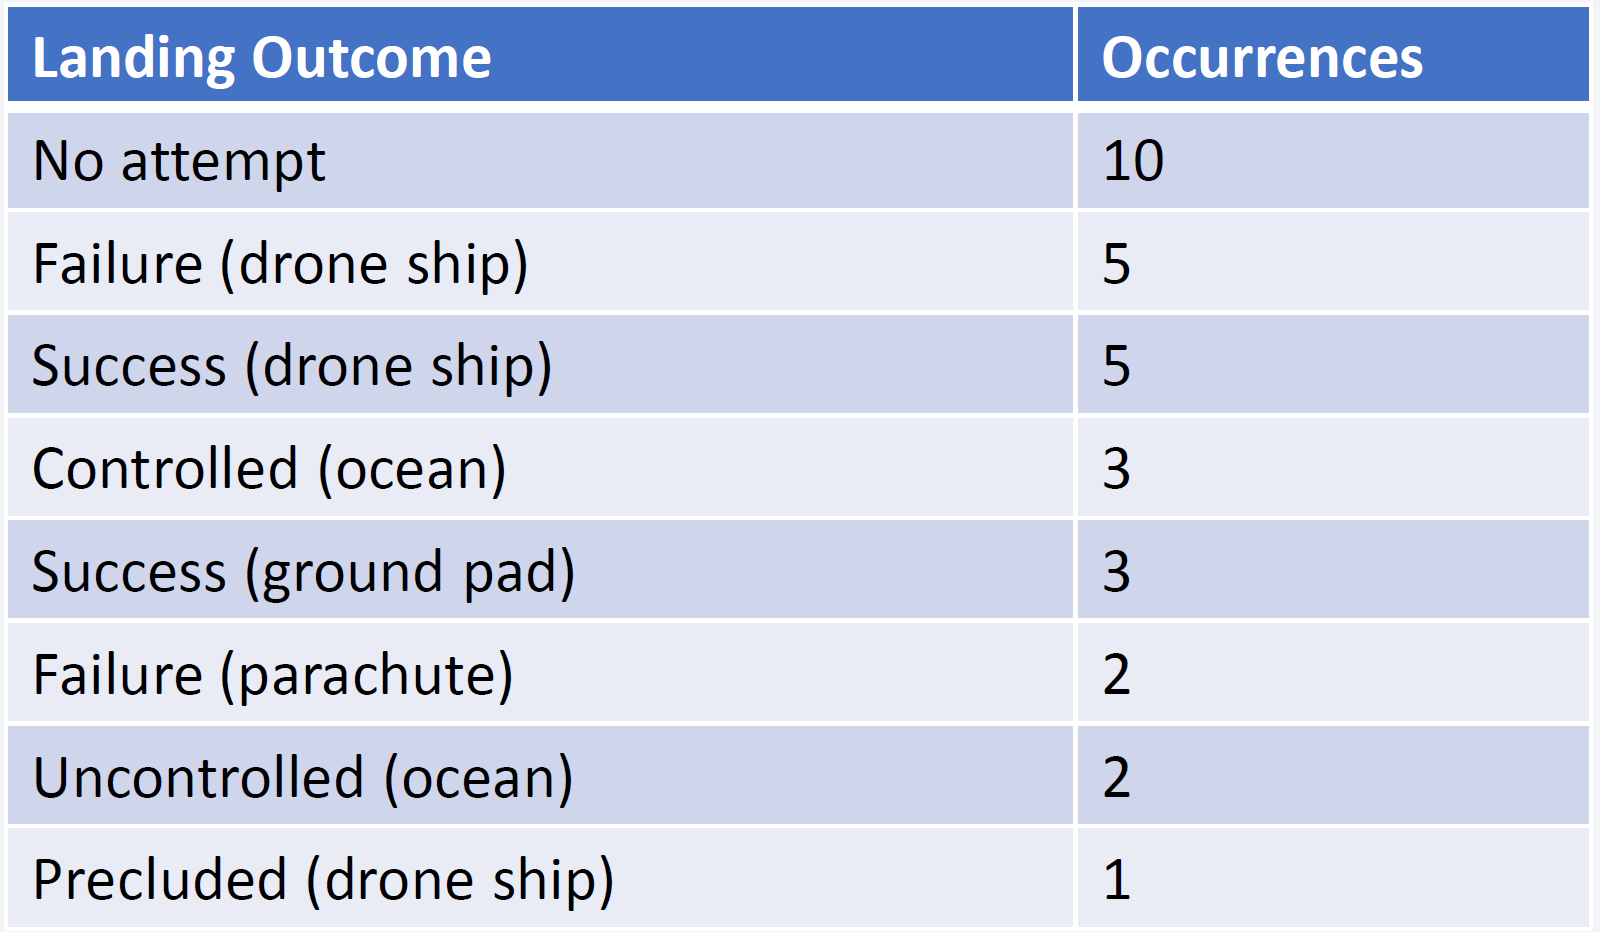 Landing Outcome Occurrences
No attempt 10
Failure (drone ship) 5
Success (drone ship) 5
Controlled (ocean) 3
Success (ground pad) 3
Failure (parachute) 2
Uncontrolled (ocean) 2
Precluded (drone ship) 1